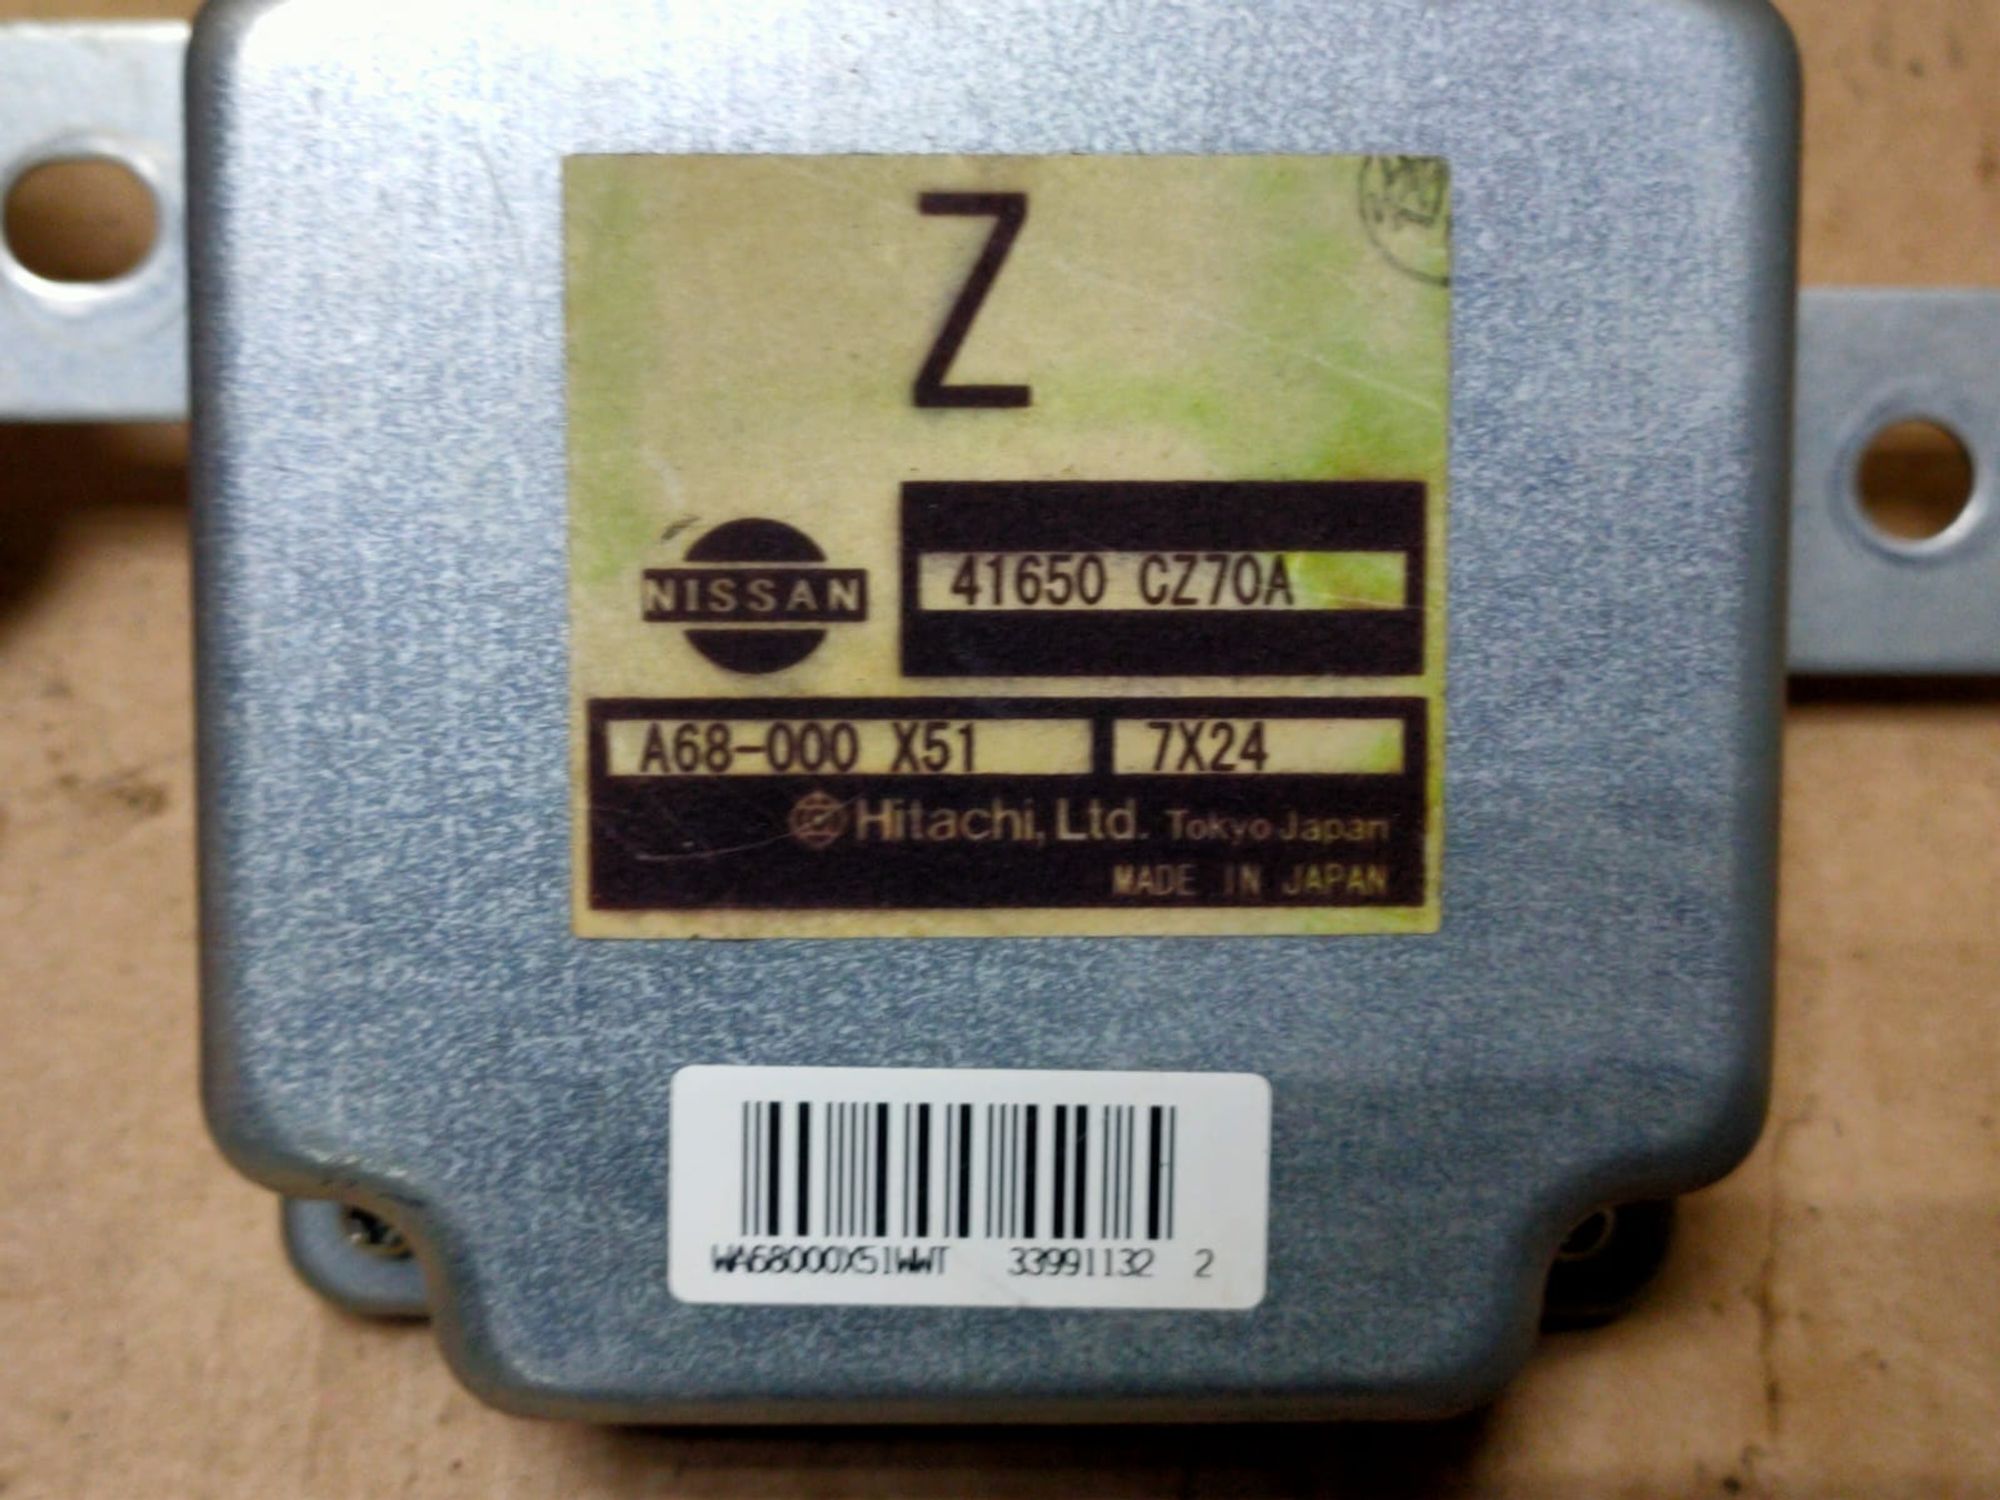 Z
NISSAN
41650 CZ70A
A68-000 X51
7X24
Hitachi, Ltd. Tokyo Japan
MADE IN JAPAN
WA68000X51WWT 33991132 2